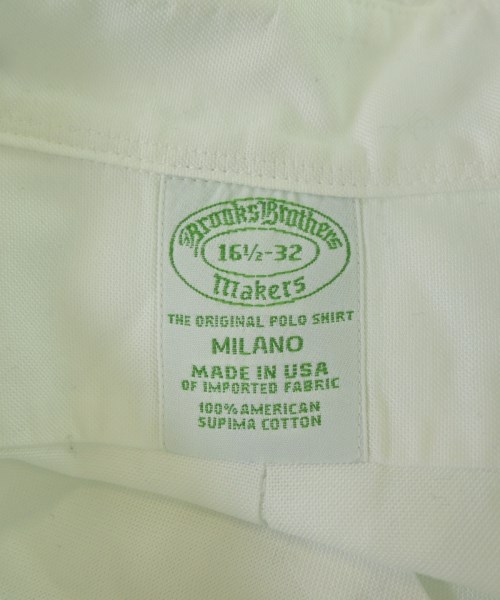 Brooks Brothers
16½-32
Makers
THE ORIGINAL POLO SHIRT
MILANO
MADE IN USA
OF IMPORTED FABRIC
100% AMERICAN
SUPIMA COTTON